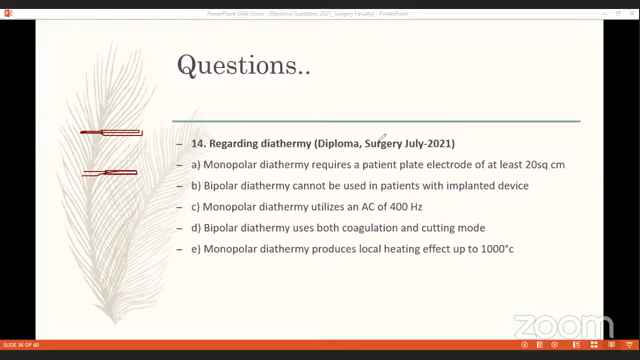 PowerPoint Slide Show - (Diploma Questions 2021_ Surgery Faculty) - PowerPoint
Questions..
– 14. Regarding diathermy (Diploma, Surgery July-2021)
– a) Monopolar diathermy requires a patient plate electrode of at least 20sq cm
– b) Bipolar diathermy cannot be used in patients with implanted device
– c) Monopolar diathermy utilizes an AC of 400 Hz
– d) Bipolar diathermy uses both coagulation and cutting mode
– e) Monopolar diathermy produces local heating effect up to 1000°c
zoom
SLIDE 36 OF 60